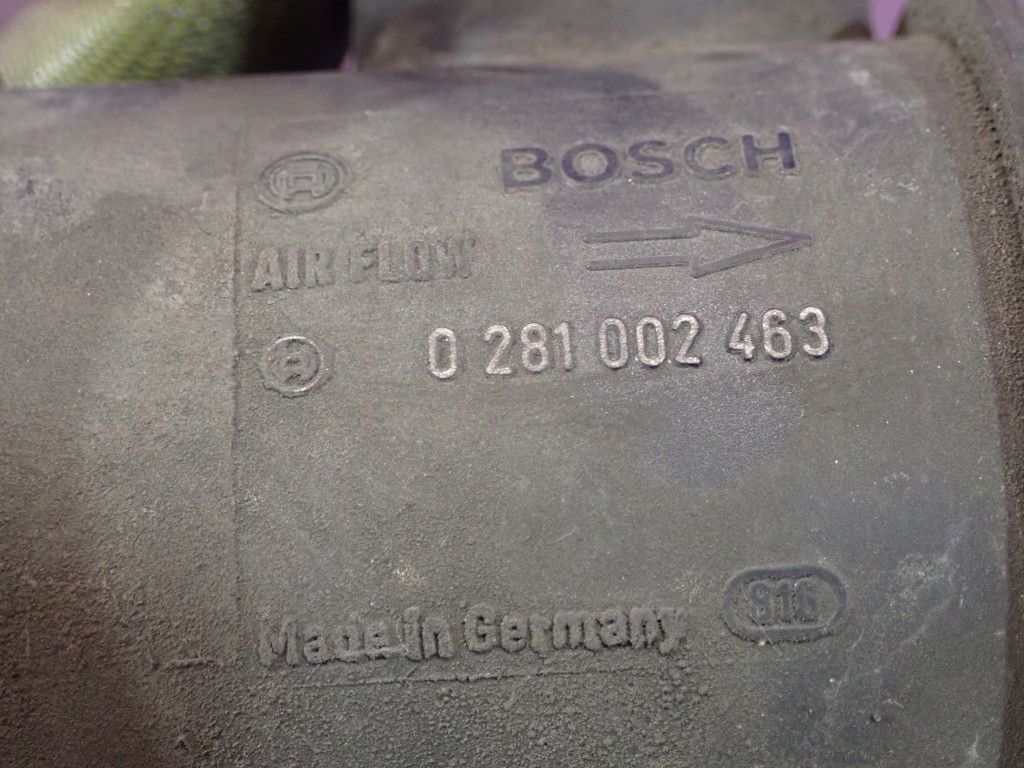 BOSCH
AIR FLOW
0 281 002 463
Made in Germany
916